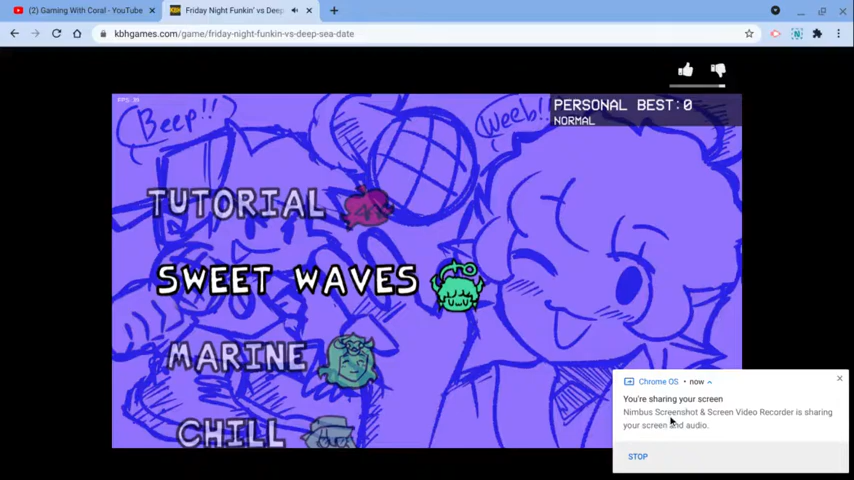 (2) Gaming With Coral - YouTube
Friday Night Funkin' vs Deep
kbhgames.com/game/friday-night-funkin-vs-deep-sea-date
Beep!!
Weeb!!
PERSONAL BEST:0
NORMAL
TUTORIAL
SWEET WAVES
MARINE
CHILL
Chrome OS • now
You're sharing your screen
Nimbus Screenshot & Screen Video Recorder is sharing
your screen and audio.
STOP